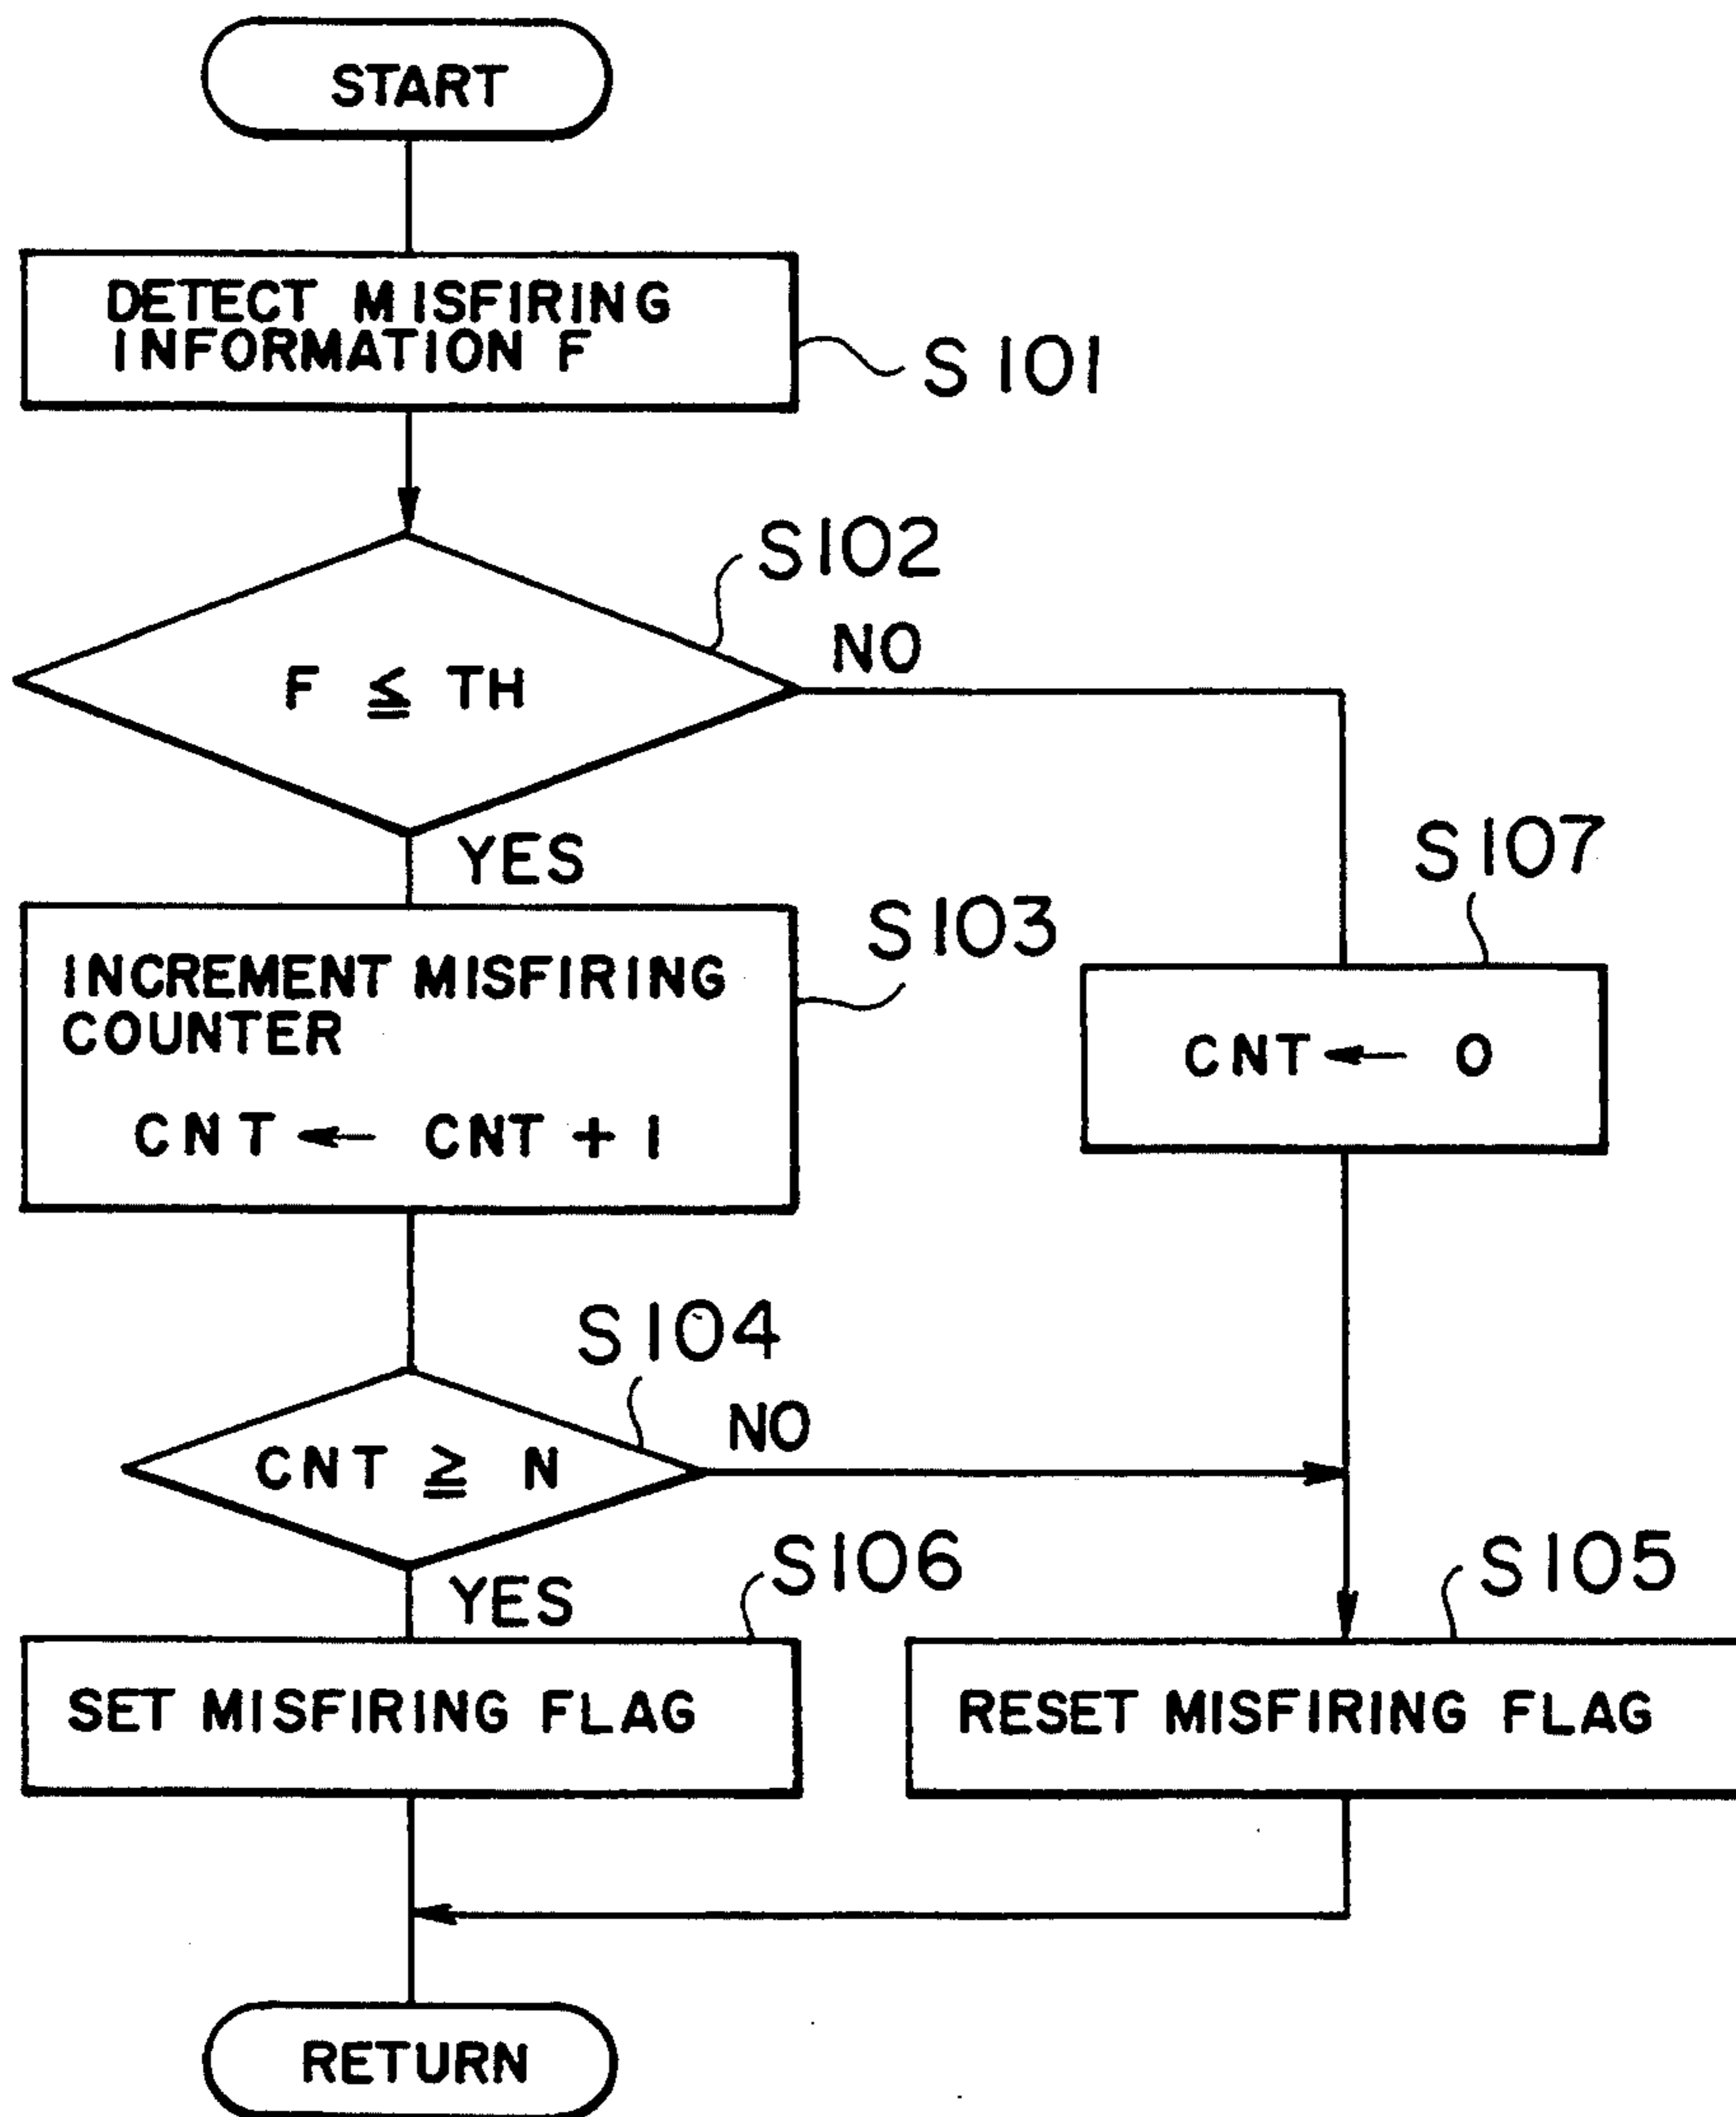 START
DETECT MISFIRING
INFORMATION F
S101
S102
F ≦ TH
NO
YES
S107
S103
INCREMENT MISFIRING
COUNTER
CNT ← CNT + 1
CNT ← 0
S104
CNT ≧ N
NO
YES
S106
S105
SET MISFIRING FLAG
RESET MISFIRING FLAG
RETURN